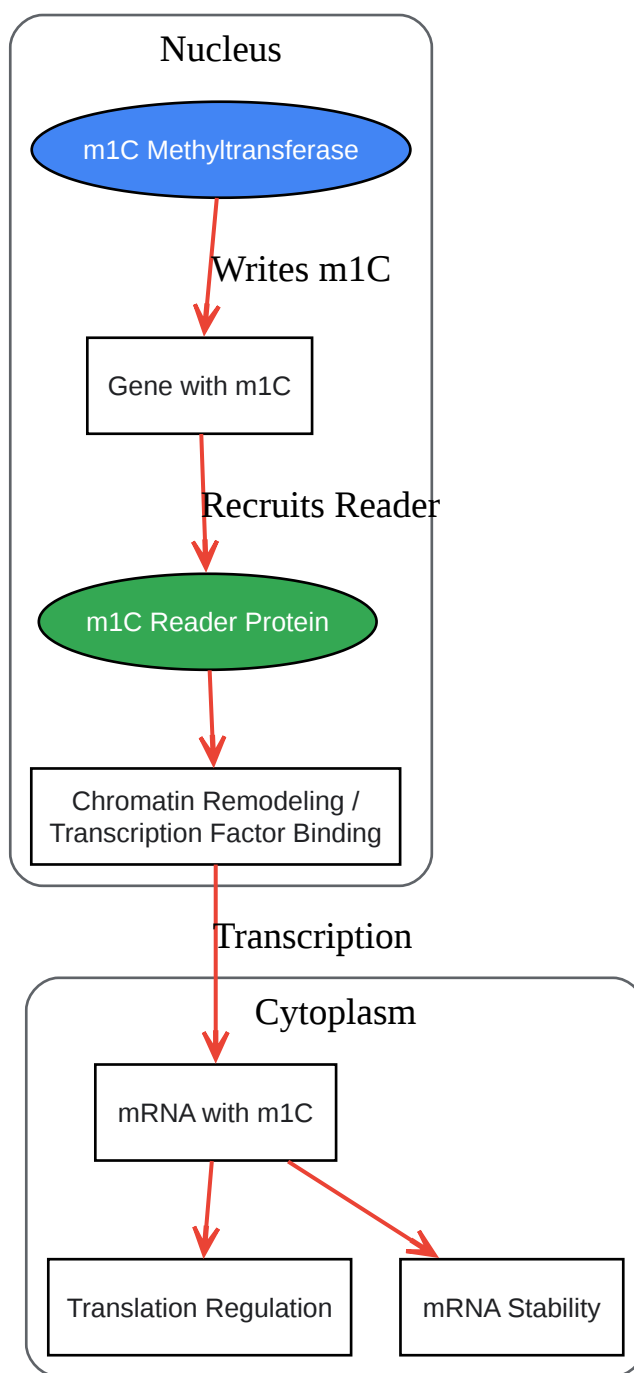 Nucleus
m1C Methyltransferase
Writes m1C
Gene with m1C
Recruits Reader
m1C Reader Protein
Chromatin Remodeling /
Transcription Factor Binding
Transcription
Cytoplasm
mRNA with m1C
Translation Regulation
mRNA Stability